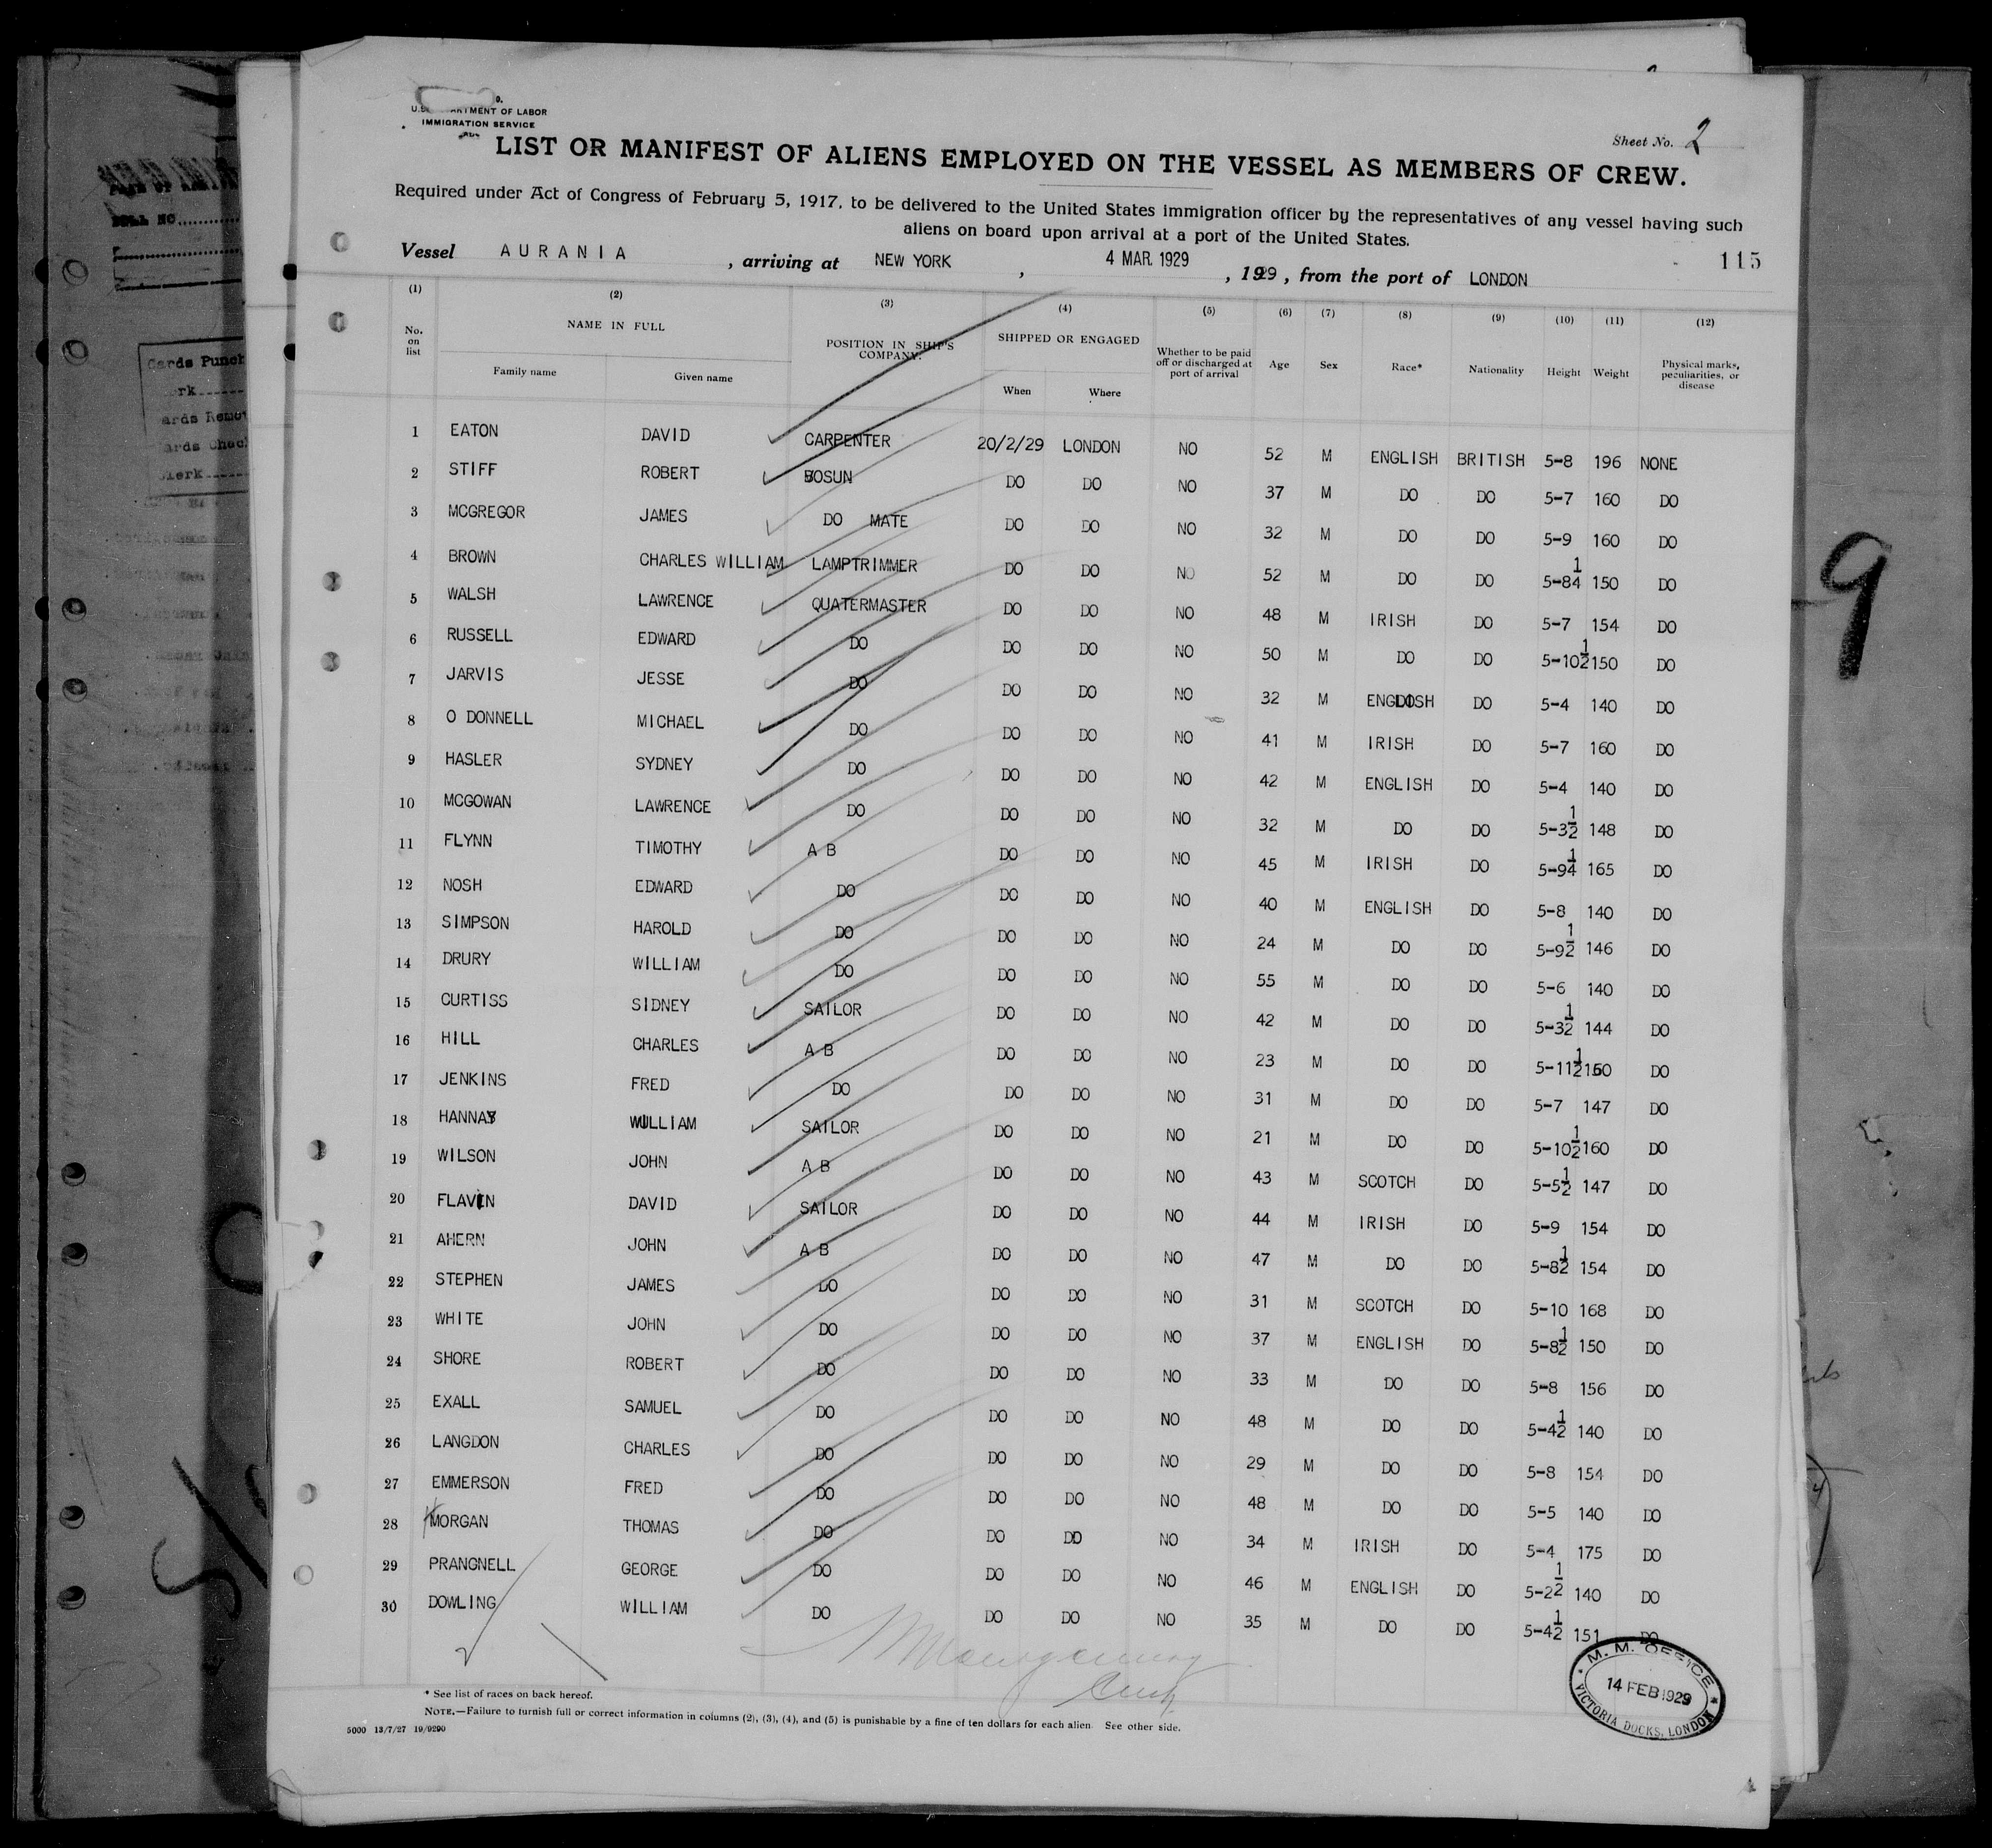 U.S. DEPARTMENT OF LABOR
IMMIGRATION SERVICE
Sheet No. 2
LIST OR MANIFEST OF ALIENS EMPLOYED ON THE VESSEL AS MEMBERS OF CREW.
Required under Act of Congress of February 5, 1917, to be delivered to the United States immigration officer by the representatives of any vessel having such
aliens on board upon arrival at a port of the United States.
115
Vessel AURANIA , arriving at NEW YORK , 4 MAR. 1929 , 1929 , from the port of LONDON
(1) (2) (3) (4) (5) (6) (7) (8) (9) (10) (11) (12)
No. on list NAME IN FULL Family name Given name POSITION IN SHIP'S COMPANY. SHIPPED OR ENGAGED When Where Whether to be paid off or discharged at port of arrival Age Sex Race* Nationality Height Weight Physical marks, peculiarities, or disease
1 EATON DAVID CARPENTER 20/2/29 LONDON NO 52 M ENGLISH BRITISH 5-8 196 NONE
2 STIFF ROBERT BOSUN DO DO NO 37 M DO DO 5-7 160 DO
3 MCGREGOR JAMES DO MATE DO DO NO 32 M DO DO 5-9 160 DO
4 BROWN CHARLES WILLIAM LAMPTRIMMER DO DO NO 52 M DO DO 5-8¼ 150 DO
5 WALSH LAWRENCE QUATERMASTER DO DO NO 48 M IRISH DO 5-7 154 DO
6 RUSSELL EDWARD DO DO DO NO 50 M DO DO 5-10½ 150 DO
7 JARVIS JESSE DO DO DO NO 32 M ENGLISH DO 5-4 140 DO
8 O DONNELL MICHAEL DO DO DO NO 41 M IRISH DO 5-7 160 DO
9 HASLER SYDNEY DO DO DO NO 42 M ENGLISH DO 5-4 140 DO
10 MCGOWAN LAWRENCE DO DO DO NO 32 M DO DO 5-3½ 148 DO
11 FLYNN TIMOTHY A B DO DO NO 45 M IRISH DO 5-9¼ 165 DO
12 NOSH EDWARD DO DO DO NO 40 M ENGLISH DO 5-8 140 DO
13 SIMPSON HAROLD DO DO DO NO 24 M DO DO 5-9½ 146 DO
14 DRURY WILLIAM DO DO DO NO 55 M DO DO 5-6 140 DO
15 CURTISS SIDNEY SAILOR DO DO NO 42 M DO DO 5-3½ 144 DO
16 HILL CHARLES A B DO DO NO 23 M DO DO 5-11½ DO
17 JENKINS FRED DO DO DO NO 31 M DO DO 5-7 147 DO
18 HANNAY WILLIAM SAILOR DO DO NO 21 M DO DO 5-10½ 160 DO
19 WILSON JOHN A B DO DO NO 43 M SCOTCH DO 5-5½ 147 DO
20 FLAVIN DAVID SAILOR DO DO NO 44 M IRISH DO 5-9 154 DO
21 AHERN JOHN A B DO DO NO 47 M DO DO 5-8½ 154 DO
22 STEPHEN JAMES DO DO DO NO 31 M SCOTCH DO 5-10 168 DO
23 WHITE JOHN DO DO DO NO 37 M ENGLISH DO 5-8½ 150 DO
24 SHORE ROBERT DO DO DO NO 33 M DO DO 5-8 156 DO
25 EXALL SAMUEL DO DO DO NO 48 M DO DO 5-4½ 140 DO
26 LANGDON CHARLES DO DO DO NO 29 M DO DO 5-8 154 DO
27 EMMERSON FRED DO DO DO NO 48 M DO DO 5-5 140 DO
28 MORGAN THOMAS DO DO DO NO 34 M IRISH DO 5-4 175 DO
29 PRANGNELL GEORGE DO DO DO NO 46 M ENGLISH DO 5-2½ 140 DO
30 DOWLING WILLIAM DO DO DO NO 35 M DO DO 5-4½ 151 DO
M. M. OFFICE
14 FEB 1929
VICTORIA DOCKS, LONDON
* See list of races on back hereof.
NOTE.—Failure to furnish full or correct information in columns (2), (3), (4), and (5) is punishable by a fine of ten dollars for each alien. See other side.
5000 13/7/27 19/9290
9